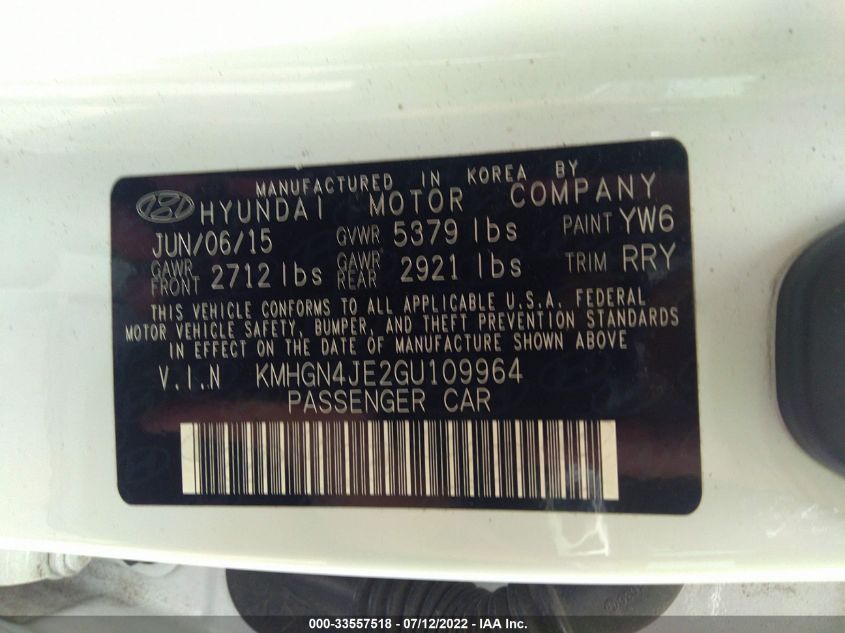 MANUFACTURED IN KOREA BY
HYUNDAI MOTOR COMPANY
JUN/06/15 GVWR 5379 lbs PAINT YW6
GAWR FRONT 2712 lbs GAWR REAR 2921 lbs TRIM RRY
THIS VEHICLE CONFORMS TO ALL APPLICABLE U.S.A. FEDERAL
MOTOR VEHICLE SAFETY, BUMPER, AND THEFT PREVENTION STANDARDS
IN EFFECT ON THE DATE OF MANUFACTURE SHOWN ABOVE
V.I.N KMHGN4JE2GU109964
PASSENGER CAR
000-33557518 - 07/12/2022 - IAA Inc.